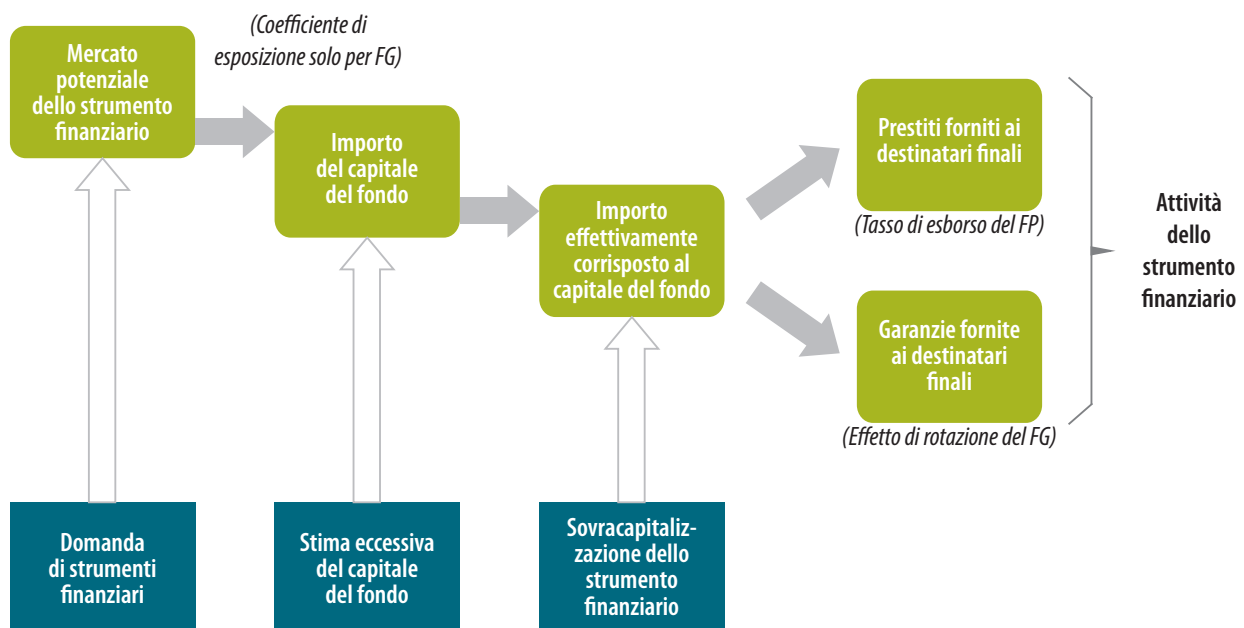 (Coefficiente di
esposizione solo per FG)
Mercato
potenziale
dello strumento
finanziario
Importo
del capitale
del fondo
Importo
effettivamente
corrisposto al
capitale del fondo
Prestiti forniti ai
destinatari finali
(Tasso di esborso del FP)
Garanzie fornite
ai destinatari
finali
(Effetto di rotazione del FG)
Attività
dello
strumento
finanziario
Domanda
di strumenti
finanziari
Stima eccessiva
del capitale
del fondo
Sovracapitaliz-
zazione dello
strumento
finanziario